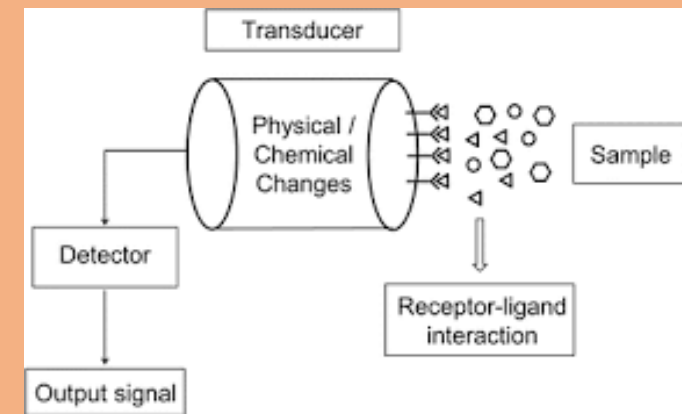 Transducer
Physical /
Chemical
Changes
Sample
Detector
Receptor-ligand
interaction
Output signal